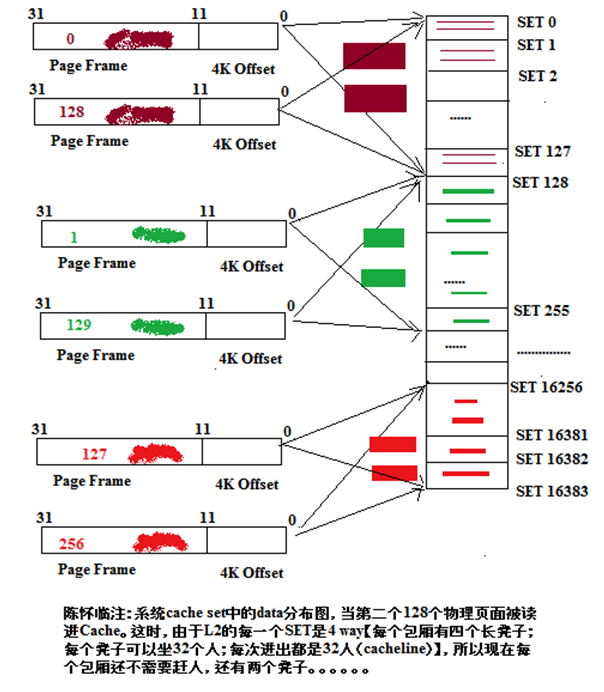 31 11 0
0
Page Frame 4K Offset
128
Page Frame 4K Offset
31 11 0
1
Page Frame 4K Offset
31 11 0
129
Page Frame 4K Offset
31 11 0
127
Page Frame 4K Offset
31 11 0
256
Page Frame 4K Offset
SET 0
SET 1
SET 2
......
SET 127
SET 128
......
SET 255
......
...............
SET 16256
SET 16381
SET 16382
SET 16383
陈怀临注:系统cache set中的data分布图,当第二个128个物理页面被读
进Cache。这时,由于L2的每一个SET是4 way【每个包厢有四个长凳子;
每个凳子可以坐32个人;每次进出都是32人(cacheline)】,所以现在每
个包厢还不需要赶人,还有两个凳子。。。。。。